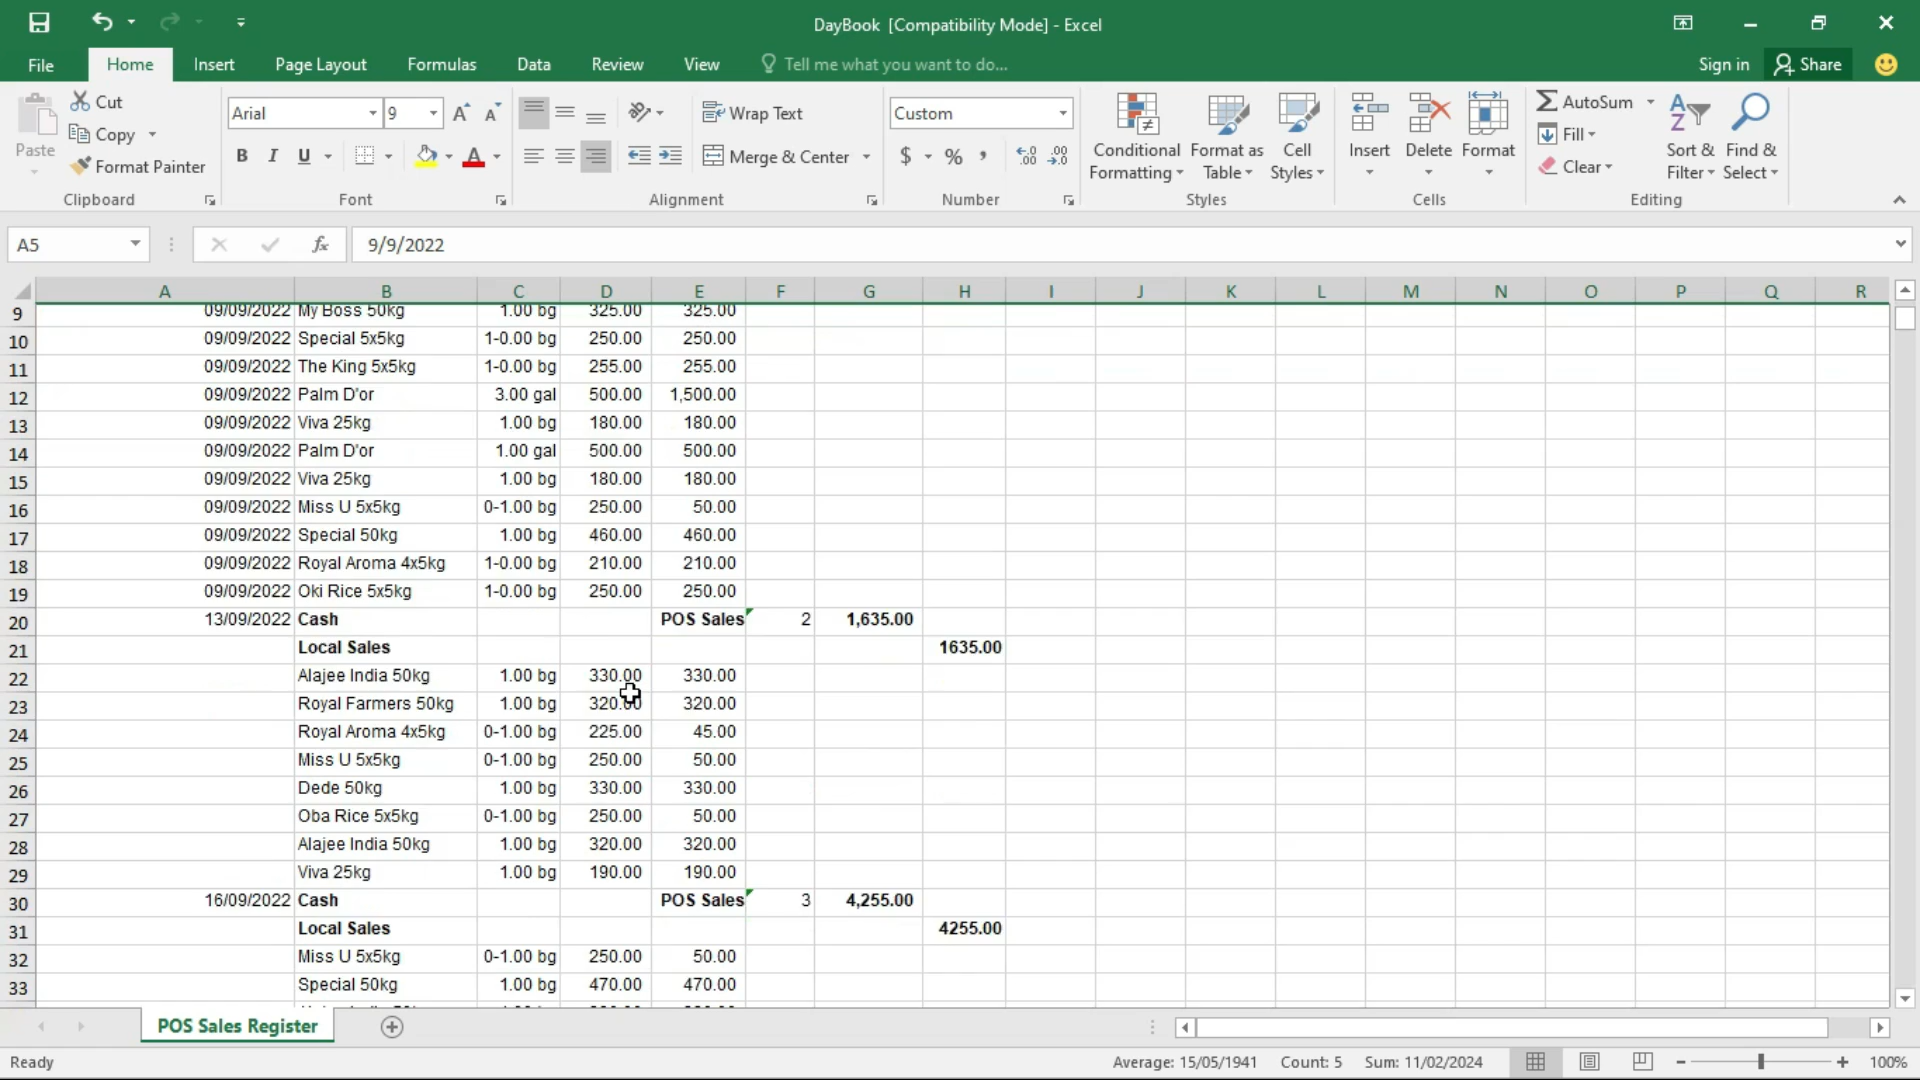 DayBook [Compatibility Mode] - Excel
File Home Insert Page Layout Formulas Data Review View Tell me what you want to do... Sign in Share
Paste Cut Copy Format Painter Clipboard
Arial 9 B I U A Font
Wrap Text Merge & Center Alignment
Custom $ % Number
Conditional Formatting Format as Table Cell Styles Styles
Insert Delete Format Cells
AutoSum Fill Clear Sort & Filter Find & Select Editing
A5 fx 9/9/2022
A B C D E F G H I J K L M N O P Q R
9 09/09/2022 My Boss 50kg 1.00 bg 325.00 325.00
10 09/09/2022 Special 5x5kg 1-0.00 bg 250.00 250.00
11 09/09/2022 The King 5x5kg 1-0.00 bg 255.00 255.00
12 09/09/2022 Palm D'or 3.00 gal 500.00 1,500.00
13 09/09/2022 Viva 25kg 1.00 bg 180.00 180.00
14 09/09/2022 Palm D'or 1.00 gal 500.00 500.00
15 09/09/2022 Viva 25kg 1.00 bg 180.00 180.00
16 09/09/2022 Miss U 5x5kg 0-1.00 bg 250.00 50.00
17 09/09/2022 Special 50kg 1.00 bg 460.00 460.00
18 09/09/2022 Royal Aroma 4x5kg 1-0.00 bg 210.00 210.00
19 09/09/2022 Oki Rice 5x5kg 1-0.00 bg 250.00 250.00
20 13/09/2022 Cash POS Sales 2 1,635.00
21 Local Sales 1635.00
22 Alajee India 50kg 1.00 bg 330.00 330.00
23 Royal Farmers 50kg 1.00 bg 320.00 320.00
24 Royal Aroma 4x5kg 0-1.00 bg 225.00 45.00
25 Miss U 5x5kg 0-1.00 bg 250.00 50.00
26 Dede 50kg 1.00 bg 330.00 330.00
27 Oba Rice 5x5kg 0-1.00 bg 250.00 50.00
28 Alajee India 50kg 1.00 bg 320.00 320.00
29 Viva 25kg 1.00 bg 190.00 190.00
30 16/09/2022 Cash POS Sales 3 4,255.00
31 Local Sales 4255.00
32 Miss U 5x5kg 0-1.00 bg 250.00 50.00
33 Special 50kg 1.00 bg 470.00 470.00
POS Sales Register
Ready Average: 15/05/1941 Count: 5 Sum: 11/02/2024 100%